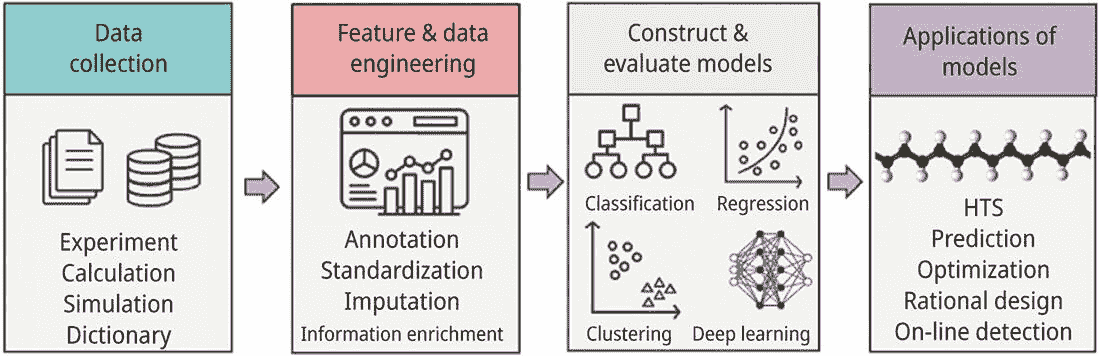 Data
collection
Experiment
Calculation
Simulation
Dictionary
Feature & data
engineering
Annotation
Standardization
Imputation
Information enrichment
Construct &
evaluate models
Classification
Regression
Clustering
Deep learning
Applications of
models
HTS
Prediction
Optimization
Rational design
On-line detection